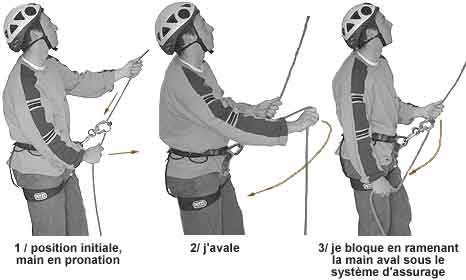 1 / position initiale,
main en pronation
2/ j'avale
3/ je bloque en ramenant
la main aval sous le
système d'assurage